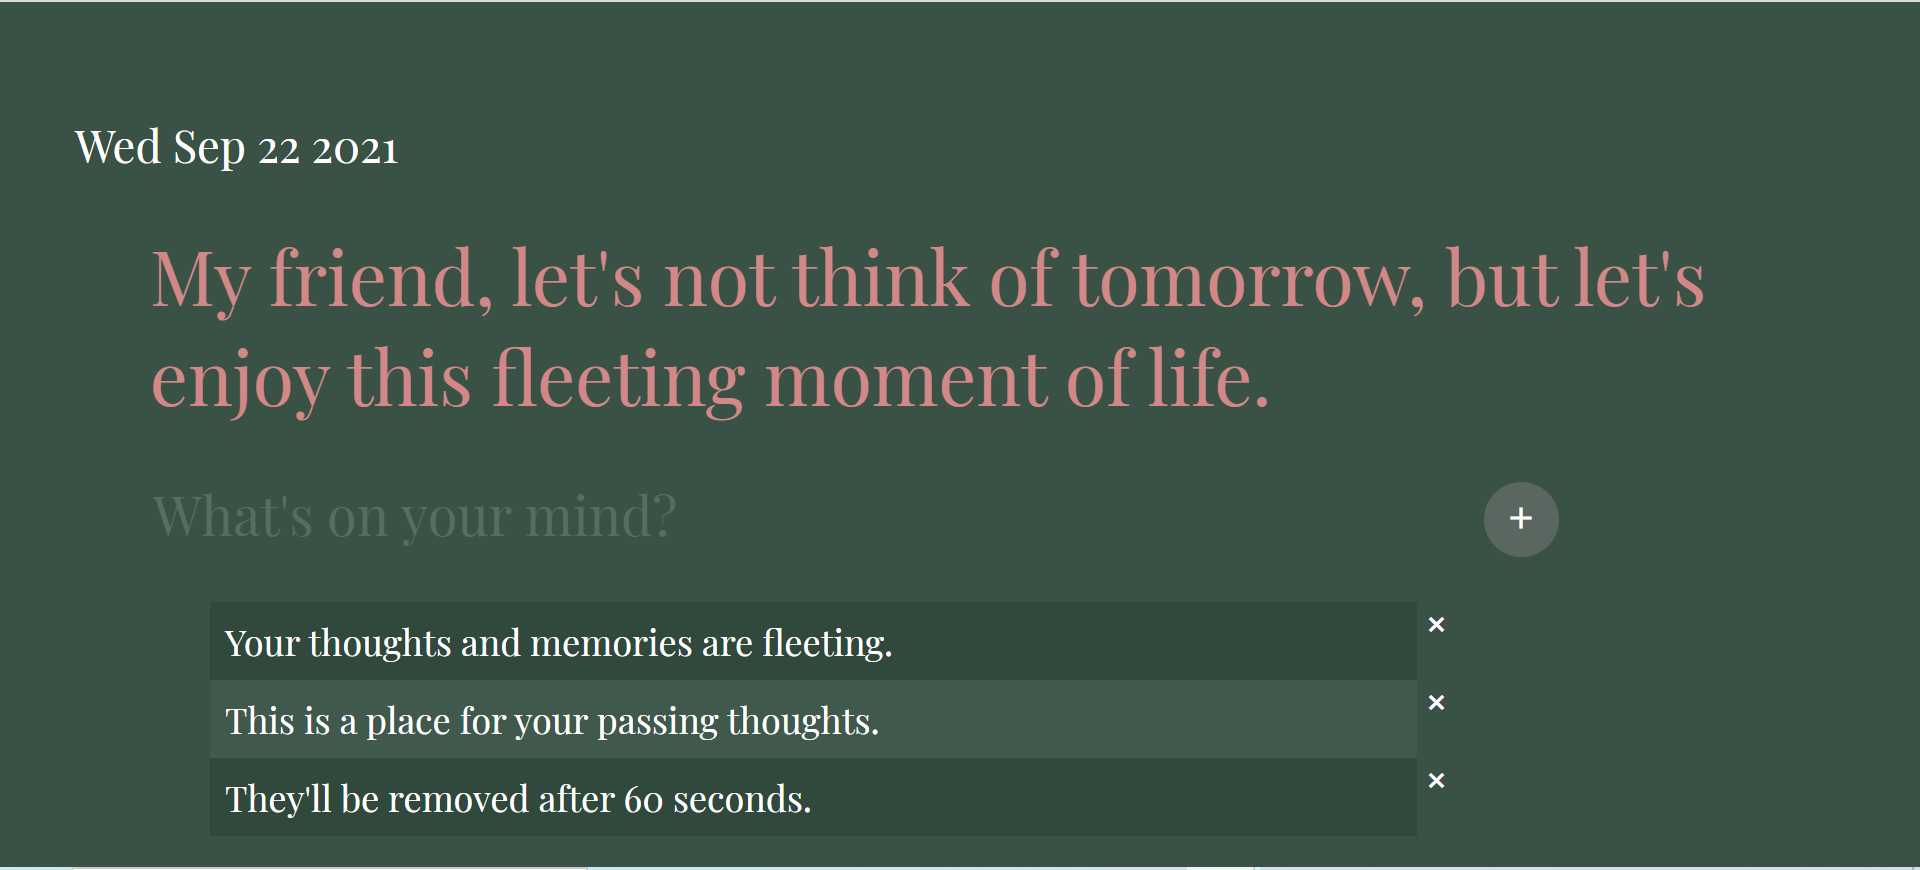 Wed Sep 22 2021
My friend, let's not think of tomorrow, but let's
enjoy this fleeting moment of life.
What's on your mind?
+
Your thoughts and memories are fleeting.
×
This is a place for your passing thoughts.
×
They'll be removed after 60 seconds.
×